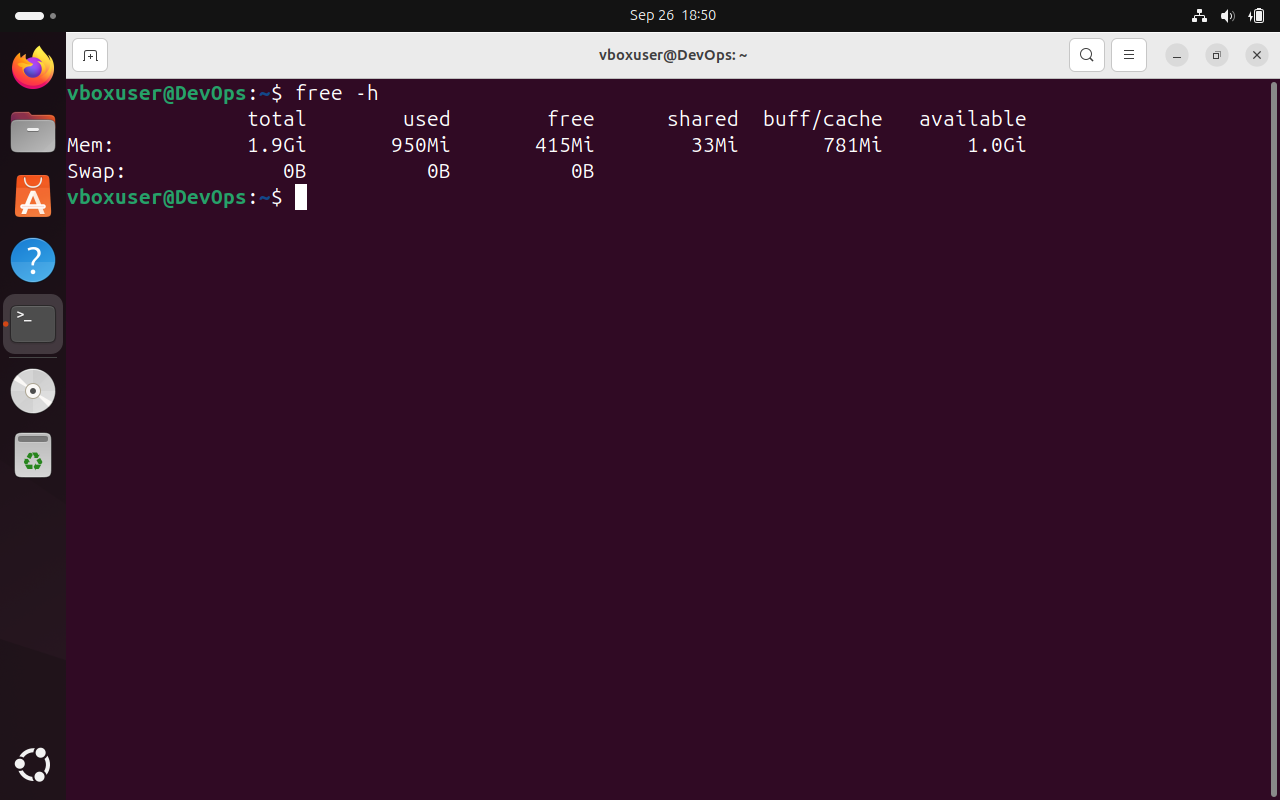 Sep 26 18:50
vboxuser@DevOps: ~
vboxuser@DevOps:~$ free -h
total used free shared buff/cache available
Mem: 1.9Gi 950Mi 415Mi 33Mi 781Mi 1.0Gi
Swap: 0B 0B 0B
vboxuser@DevOps:~$